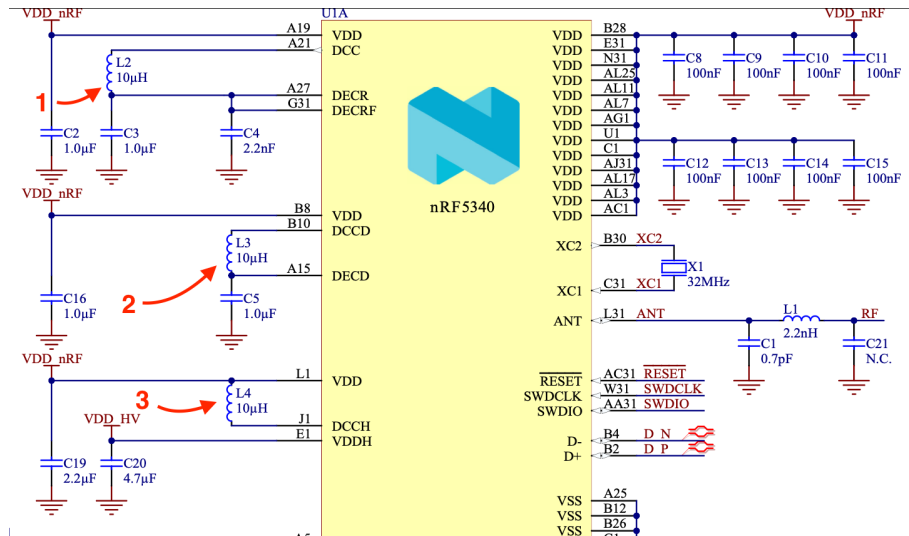 VDD_nRF
U1A
VDD_nRF
A19
VDD
A21
DCC
L2
10µH
1
A27
DECR
G31
DECRF
C2
1.0µF
C3
1.0µF
C4
2.2nF
VDD_nRF
B8
VDD
B10
DCCD
L3
10µH
A15
DECD
2
C16
1.0µF
C5
1.0µF
VDD_nRF
L1
VDD
L4
10µH
3
VDD_HV
J1
DCCH
E1
VDDH
C19
2.2µF
C20
4.7µF
nRF5340
VDD
B28
VDD
E31
VDD
N31
VDD
AL25
VDD
AL11
VDD
AL7
VDD
AG1
VDD
U1
VDD
C1
VDD
AJ31
VDD
AL17
VDD
AL3
VDD
AC1
C8
100nF
C9
100nF
C10
100nF
C11
100nF
C12
100nF
C13
100nF
C14
100nF
C15
100nF
XC2
B30
XC2
X1
32MHz
XC1
C31
XC1
ANT
L31
ANT
L1
2.2nH
RF
C1
0.7pF
C21
N.C.
RESET
AC31
RESET
SWDCLK
W31
SWDCLK
SWDIO
AA31
SWDIO
D-
B4
D_N
D+
B2
D_P
VSS
A25
VSS
B12
VSS
B26